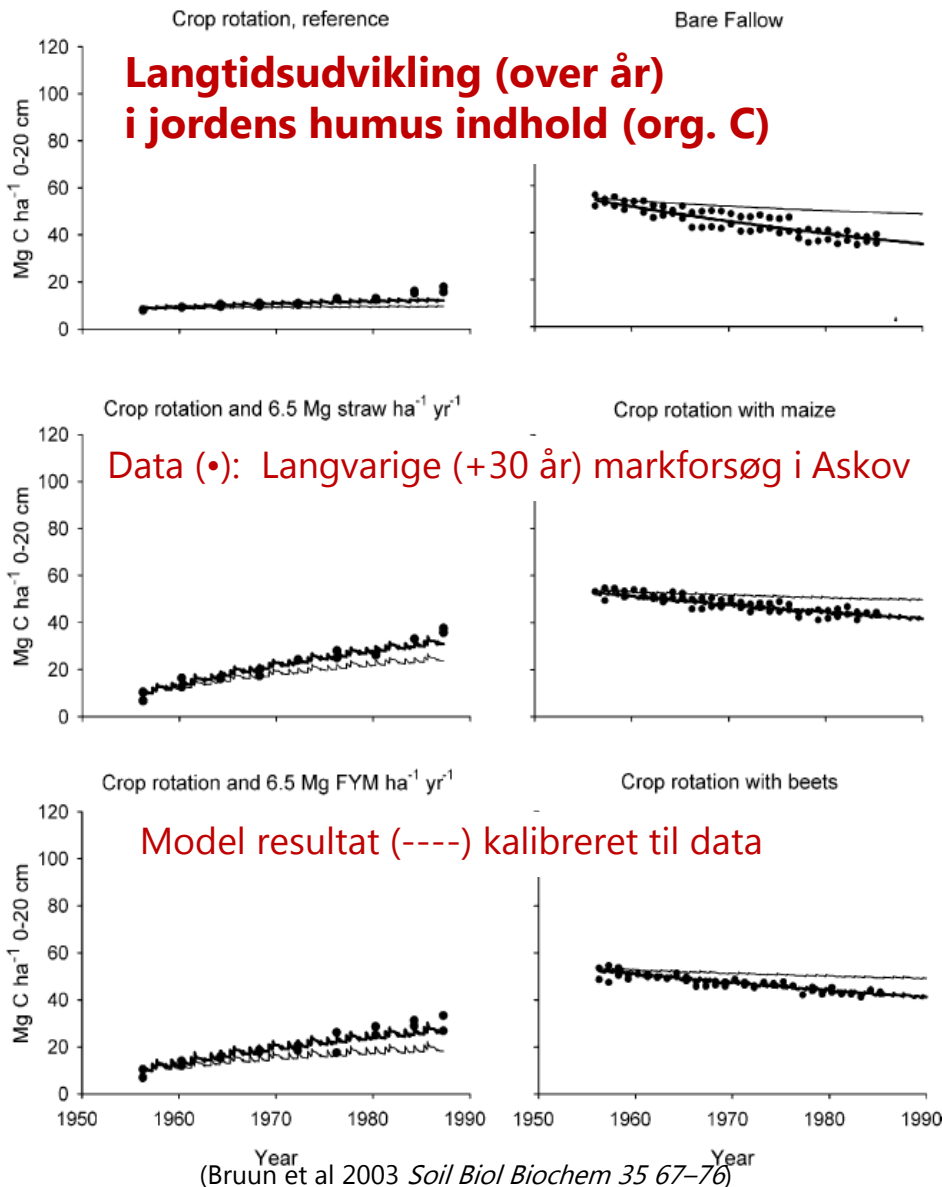 Crop rotation, reference
Bare Fallow
Langtidsudvikling (over år)
i jordens humus indhold (org. C)
Mg C ha⁻¹ 0-20 cm
120
100
80
60
40
20
0
Crop rotation and 6.5 Mg straw ha⁻¹ yr⁻¹
Crop rotation with maize
Data (•): Langvarige (+30 år) markforsøg i Askov
Mg C ha⁻¹ 0-20 cm
120
100
80
60
40
20
0
Crop rotation and 6.5 Mg FYM ha⁻¹ yr⁻¹
Crop rotation with beets
Model resultat (----) kalibreret til data
Mg C ha⁻¹ 0-20 cm
120
100
80
60
40
20
0
1950 1960 1970 1980 1990
1950 1960 1970 1980 1990
Year
Year
(Bruun et al 2003 Soil Biol Biochem 35 67–76)